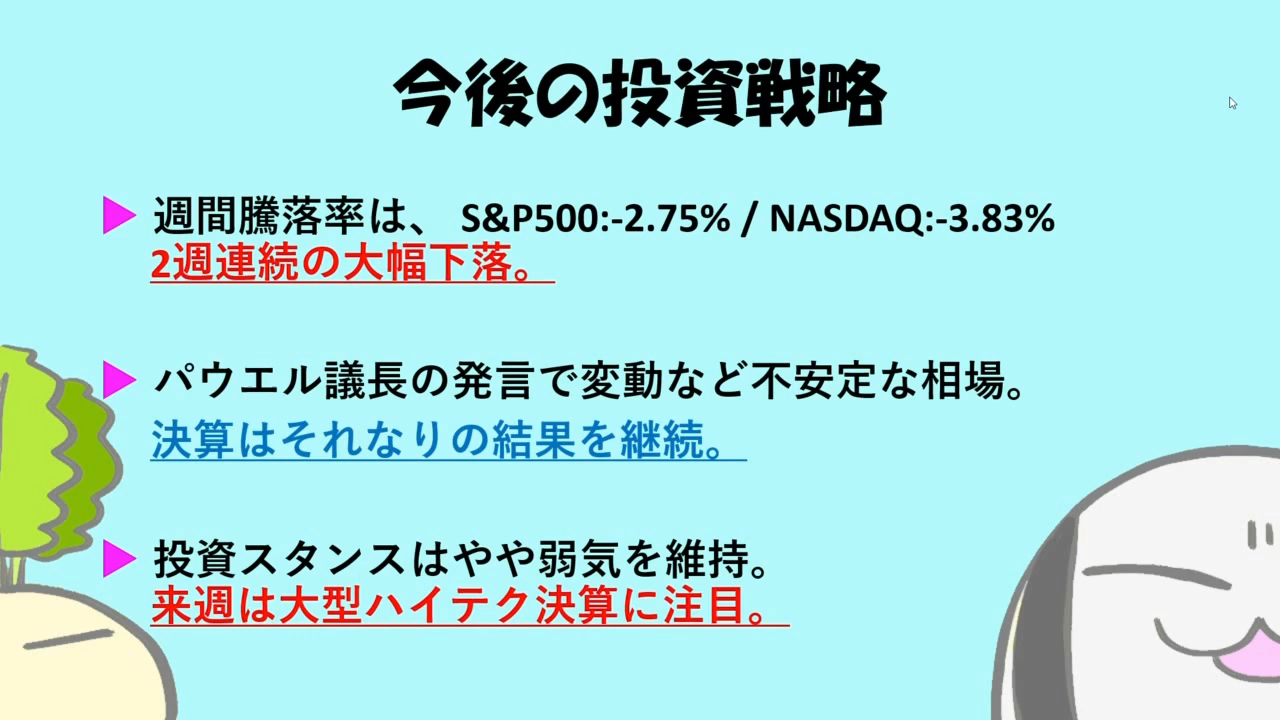 今後の投資戦略
▶ 週間騰落率は、 S&P500:-2.75% / NASDAQ:-3.83%
2週連続の大幅下落。
▶ パウエル議長の発言で変動など不安定な相場。
決算はそれなりの結果を継続。
▶ 投資スタンスはやや弱気を維持。
来週は大型ハイテク決算に注目。